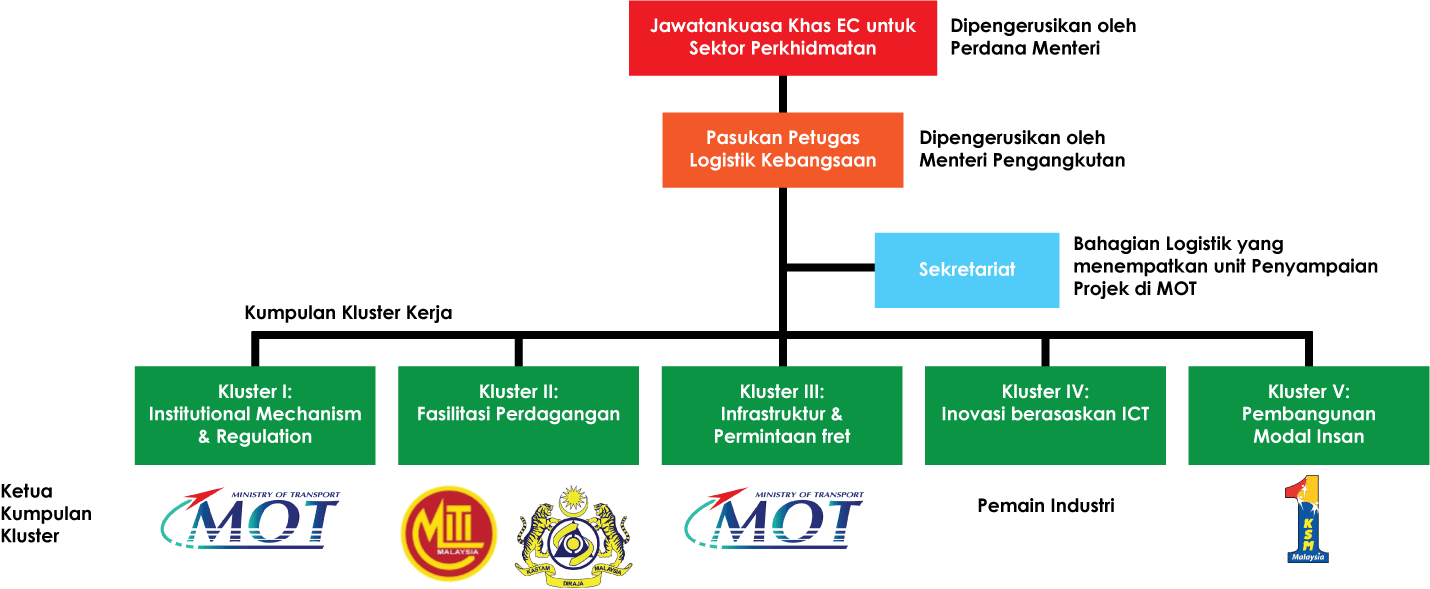 Jawatankuasa Khas EC untuk
Sektor Perkhidmatan
Dipengerusikan oleh
Perdana Menteri
Pasukan Petugas
Logistik Kebangsaan
Dipengerusikan oleh
Menteri Pengangkutan
Sekretariat
Bahagian Logistik yang
menempatkan unit Penyampaian
Projek di MOT
Kumpulan Kluster Kerja
Kluster I:
Institutional Mechanism
& Regulation
Kluster II:
Fasilitasi Perdagangan
Kluster III:
Infrastruktur &
Permintaan fret
Kluster IV:
Inovasi berasaskan ICT
Kluster V:
Pembangunan
Modal Insan
Ketua
Kumpulan
Kluster
MINISTRY OF TRANSPORT
MOT
MITI
MALAYSIA
KASTAM
DIRAJA
MALAYSIA
MINISTRY OF TRANSPORT
MOT
Pemain Industri
1
KSM
Malaysia